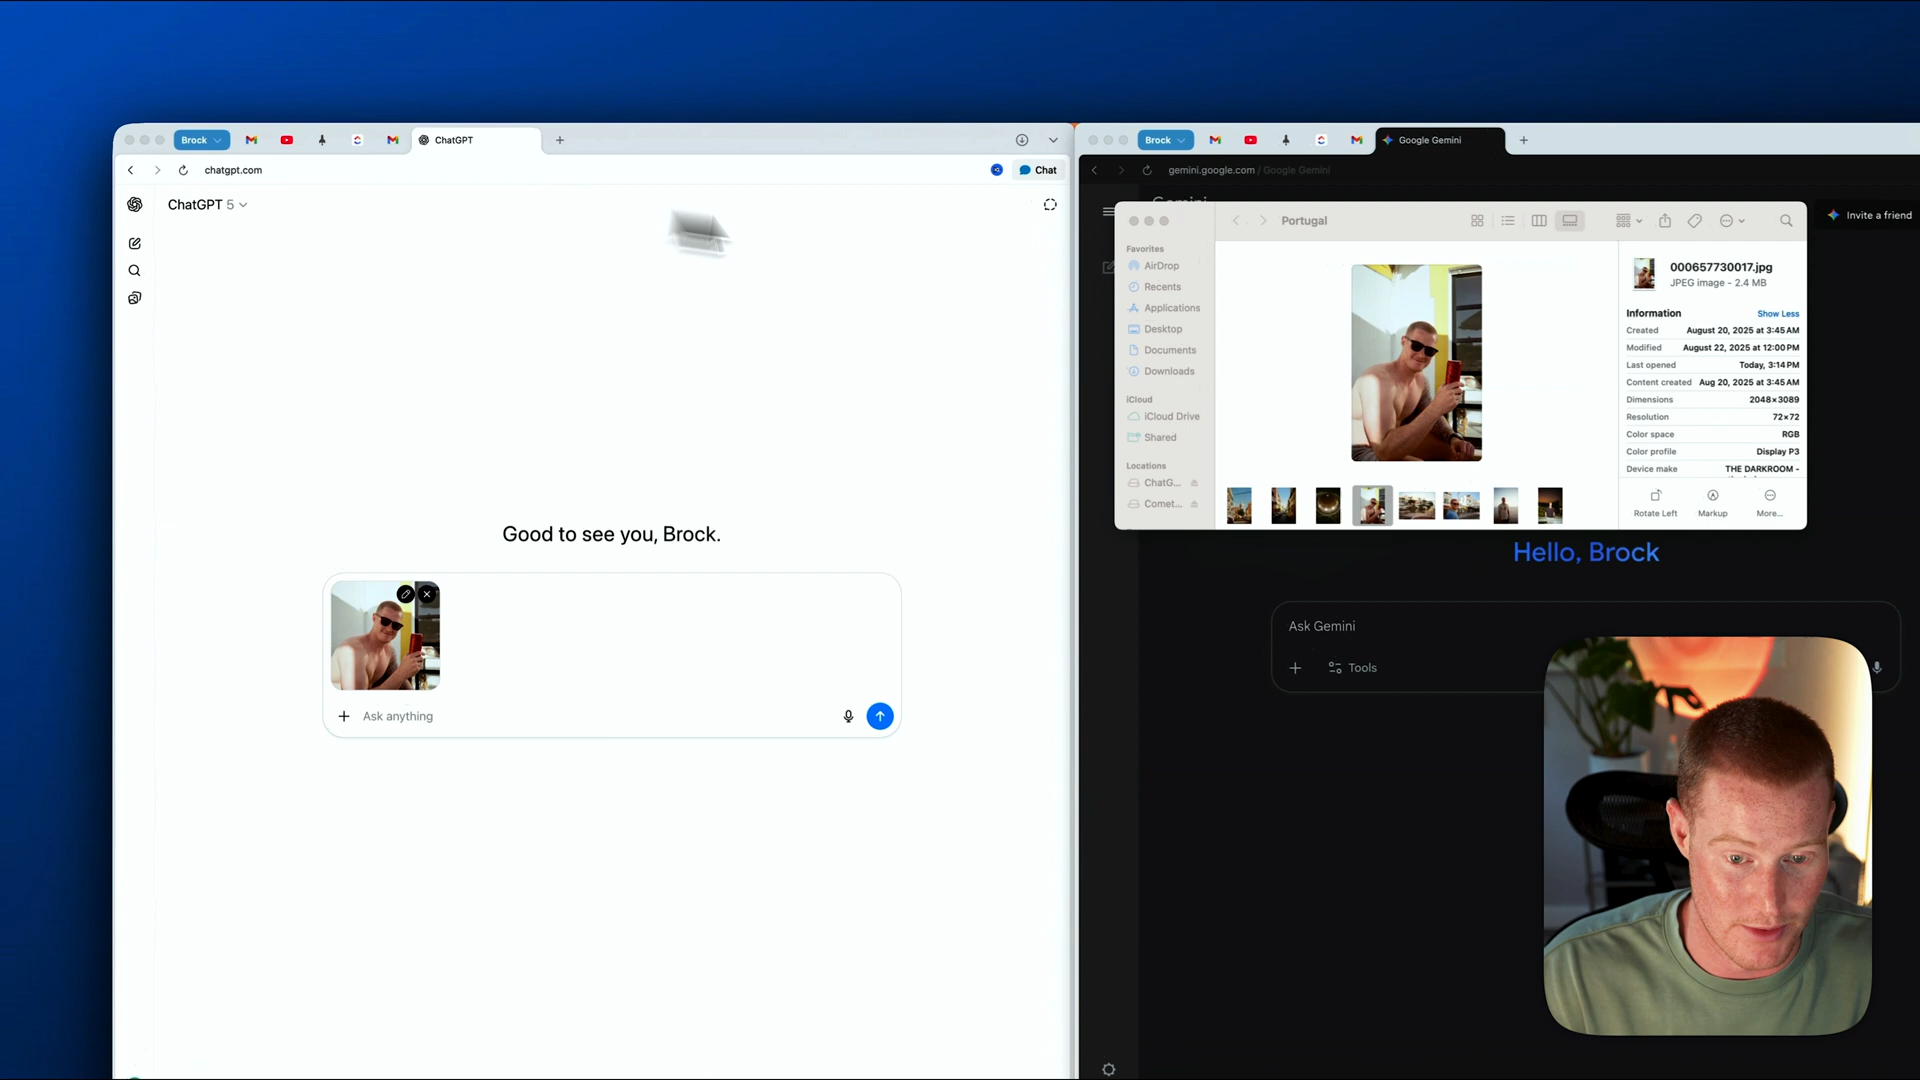 Brock
ChatGPT
chatgpt.com
Chat
ChatGPT 5
Good to see you, Brock.
Ask anything
Brock
Google Gemini
gemini.google.com / Google Gemini
Invite a friend
Portugal
Favorites
AirDrop
Recents
Applications
Desktop
Documents
Downloads
iCloud
iCloud Drive
Shared
Locations
ChatG...
Comet...
000657730017.jpg
JPEG image - 2.4 MB
Information Show Less
Created August 20, 2025 at 3:45 AM
Modified August 22, 2025 at 12:00 PM
Last opened Today, 3:14 PM
Content created Aug 20, 2025 at 3:45 AM
Dimensions 2048×3089
Resolution 72×72
Color space RGB
Color profile Display P3
Device make THE DARKROOM -
Rotate Left Markup More...
Hello, Brock
Ask Gemini
Tools